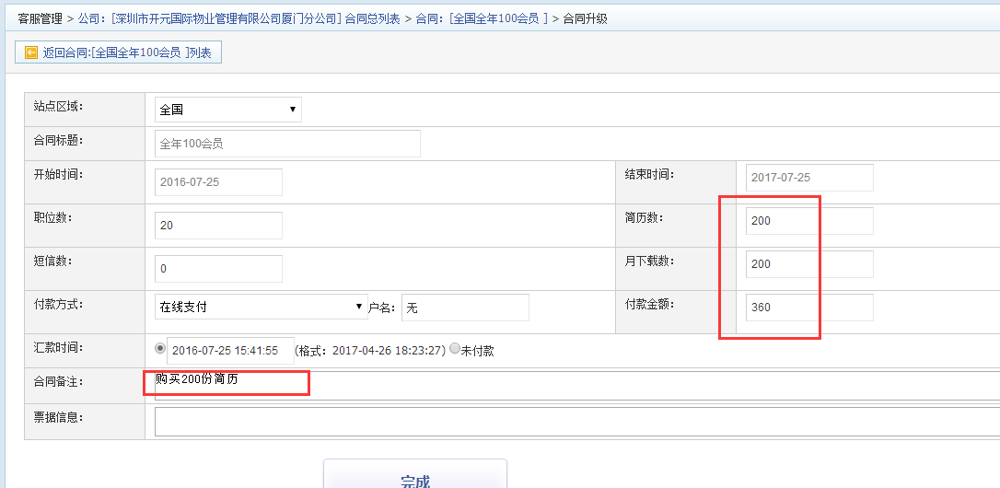 客服管理 > 公司：[深圳市开元国际物业管理有限公司厦门分公司] 合同总列表 > 合同：[全国全年100会员 ] > 合同升级
返回合同:[全国全年100会员 ]列表
站点区域： 全国
合同标题： 全年100会员
开始时间： 2016-07-25 结束时间： 2017-07-25
职位数： 20 简历数： 200
短信数： 0 月下载数： 200
付款方式： 在线支付 户名： 无 付款金额： 360
汇款时间： 2016-07-25 15:41:55 (格式：2017-04-26 18:23:27) 未付款
合同备注： 购买200份简历
票据信息：
完成